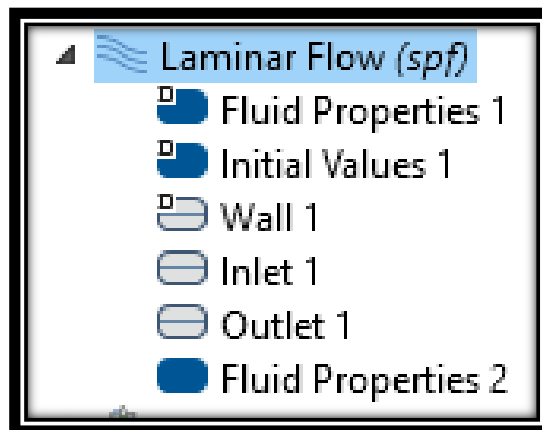 Laminar Flow (spf)
D Fluid Properties 1
D Initial Values 1
D Wall 1
Inlet 1
Outlet 1
Fluid Properties 2